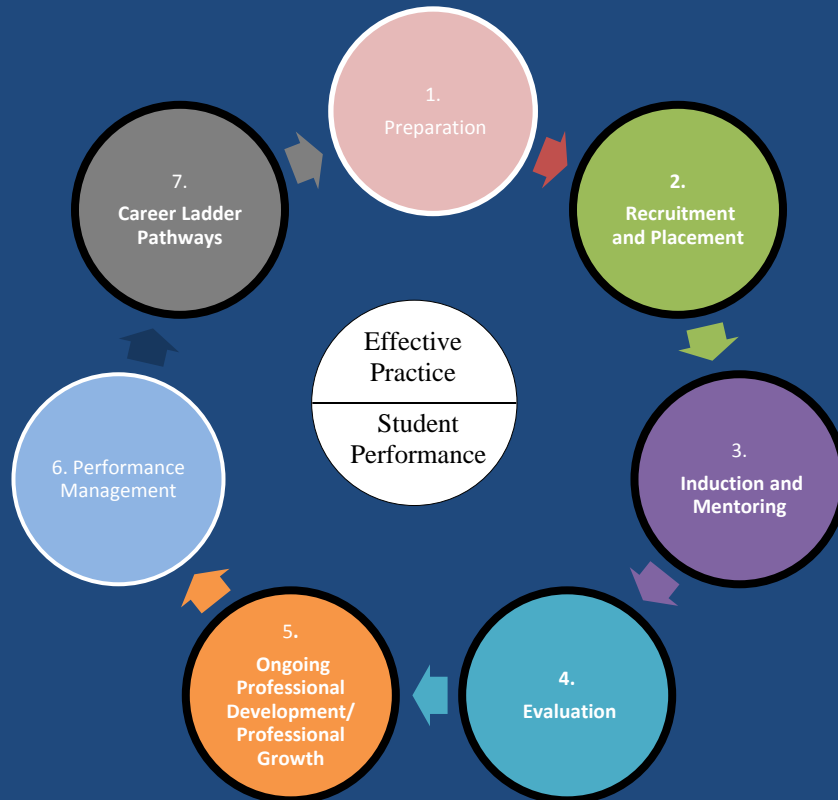 1.
Preparation
2.
Recruitment
and Placement
3.
Induction and
Mentoring
4.
Evaluation
5.
Ongoing
Professional
Development/
Professional
Growth
6. Performance
Management
7.
Career Ladder
Pathways
Effective
Practice
Student
Performance